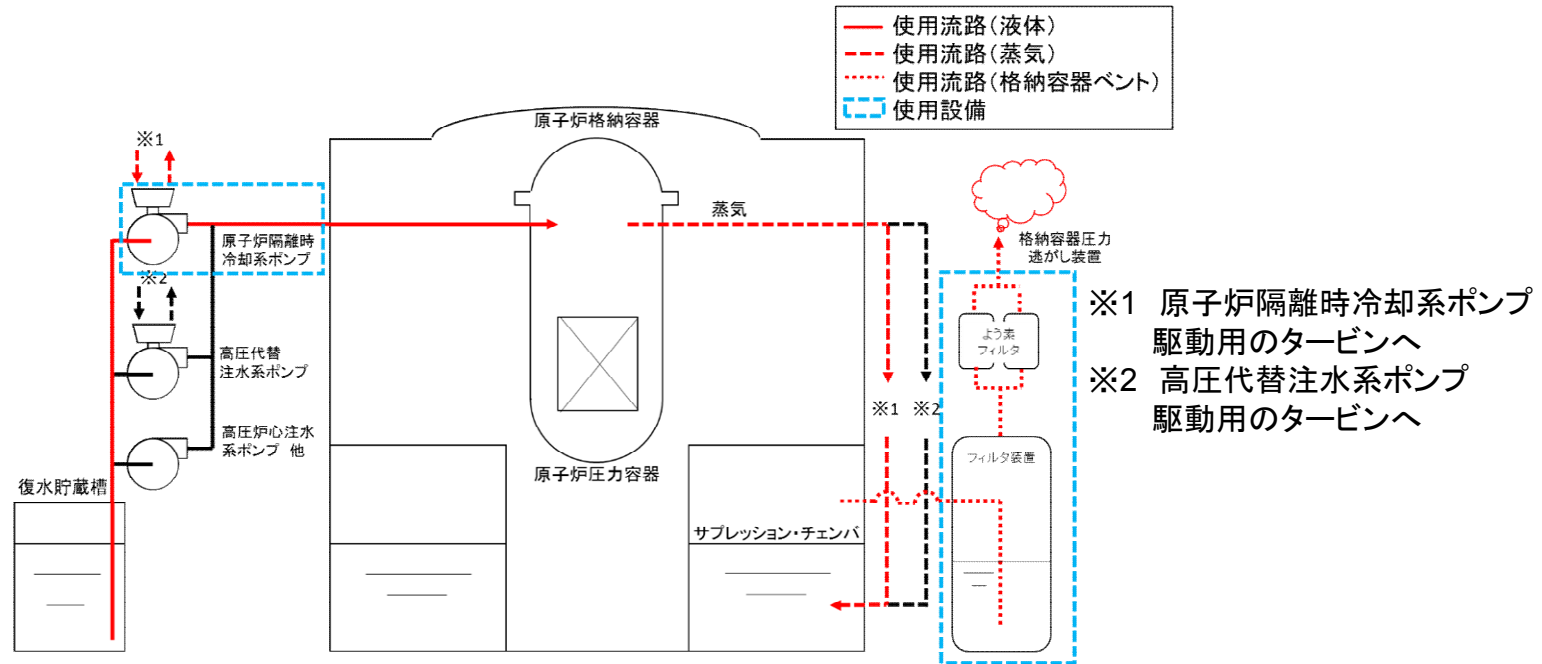 使用流路（液体）
使用流路（蒸気）
使用流路（格納容器ベント）
使用設備
原子炉格納容器
※1
蒸気
原子炉隔離時
冷却系ポンプ
格納容器圧力
逃がし装置
※2
※1 原子炉隔離時冷却系ポンプ
駆動用のタービンへ
※2 高圧代替注水系ポンプ
駆動用のタービンへ
よう素
フィルタ
高圧代替
注水系ポンプ
※1
※2
高圧炉心注水
系ポンプ 他
フィルタ装置
原子炉圧力容器
復水貯蔵槽
サプレッション・チェンバ